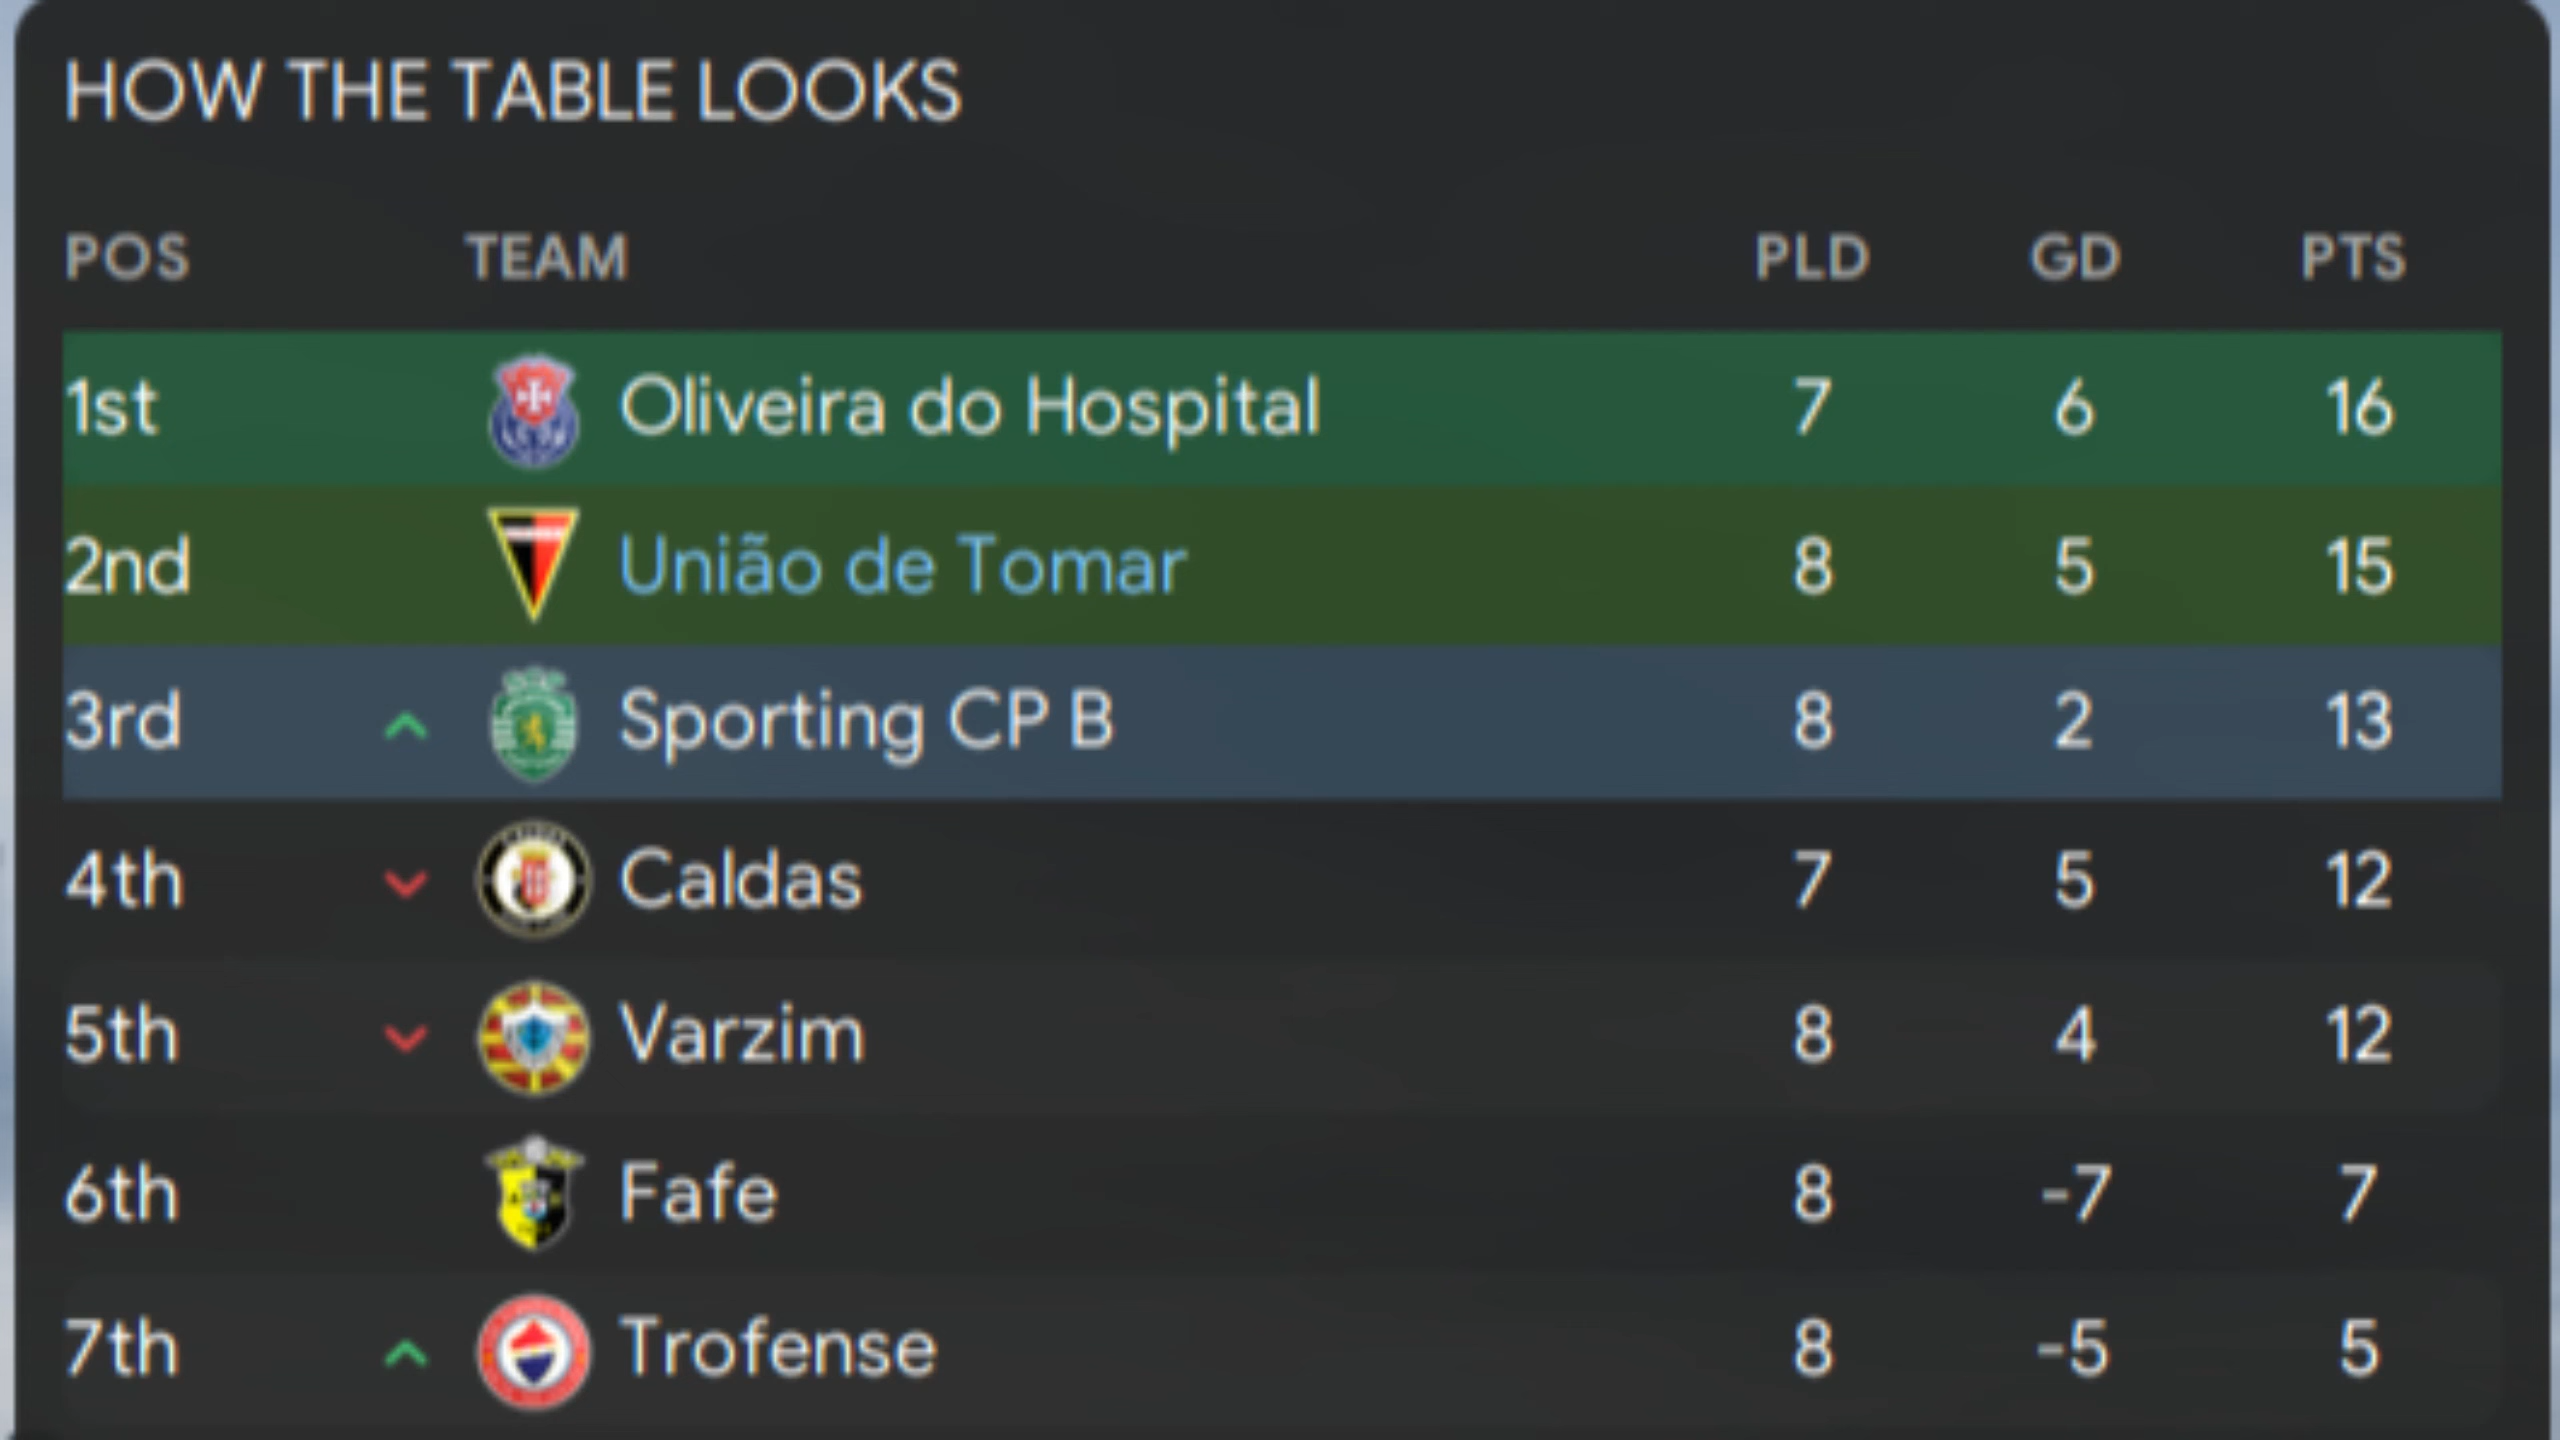 HOW THE TABLE LOOKS
POS TEAM PLD GD PTS
1st Oliveira do Hospital 7 6 16
2nd União de Tomar 8 5 15
3rd Sporting CP B 8 2 13
4th Caldas 7 5 12
5th Varzim 8 4 12
6th Fafe 8 -7 7
7th Trofense 8 -5 5